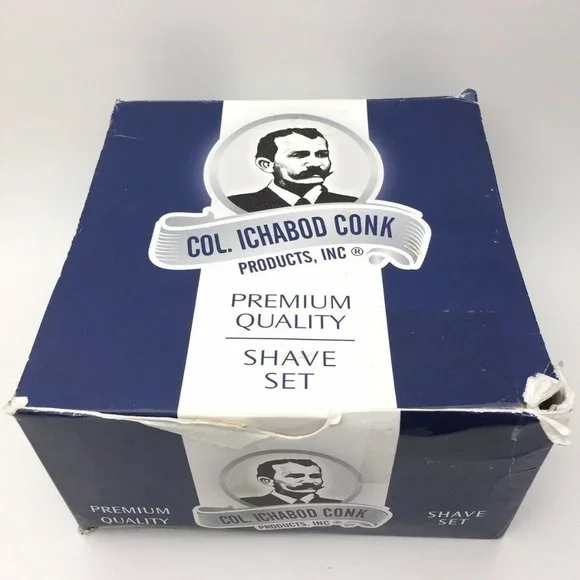 COL. ICHABOD CONK
PRODUCTS, INC ®
PREMIUM
QUALITY
SHAVE
SET
PREMIUM
QUALITY
COL. ICHABOD CONK
PRODUCTS, INC ®
SHAVE
SET